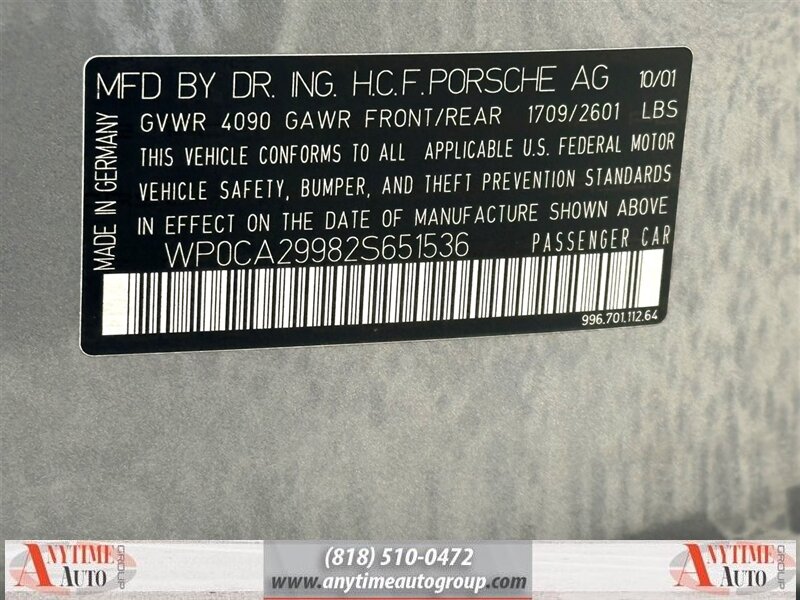 MFD BY DR. ING. H.C.F. PORSCHE AG 10/01
GVWR 4090 GAWR FRONT/REAR 1709/2601 LBS
THIS VEHICLE CONFORMS TO ALL APPLICABLE U.S. FEDERAL MOTOR
VEHICLE SAFETY, BUMPER, AND THEFT PREVENTION STANDARDS
IN EFFECT ON THE DATE OF MANUFACTURE SHOWN ABOVE
WP0CA29982S651536 PASSENGER CAR
996.701.112.64
MADE IN GERMANY
ANYTIME AUTO GROUP
(818) 510-0472
www.anytimeautogroup.com
ANYTIME AUTO GROUP